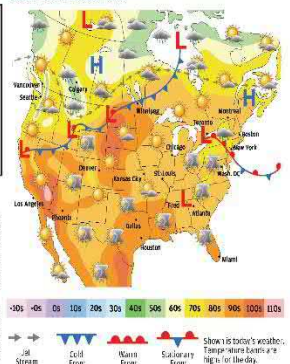 L
L
H
Vancouver
Calgary
Seattle
L
Winnipeg
Montreal
H
L
L
Toronto
L
Boston
New York
Chicago
Denver
Kansas City
St. Louis
Wash. DC
Los Angeles
L
Phoenix
Atlanta
Dallas
Houston
Miami
-10s -0s 0s 10s 20s 30s 40s 50s 60s 70s 80s 90s 100s 110s
Jet
Stream
Cold
Front
Warm
Front
Stationary
Front
Shown is today's weather.
Temperature bands are
highs for the day.